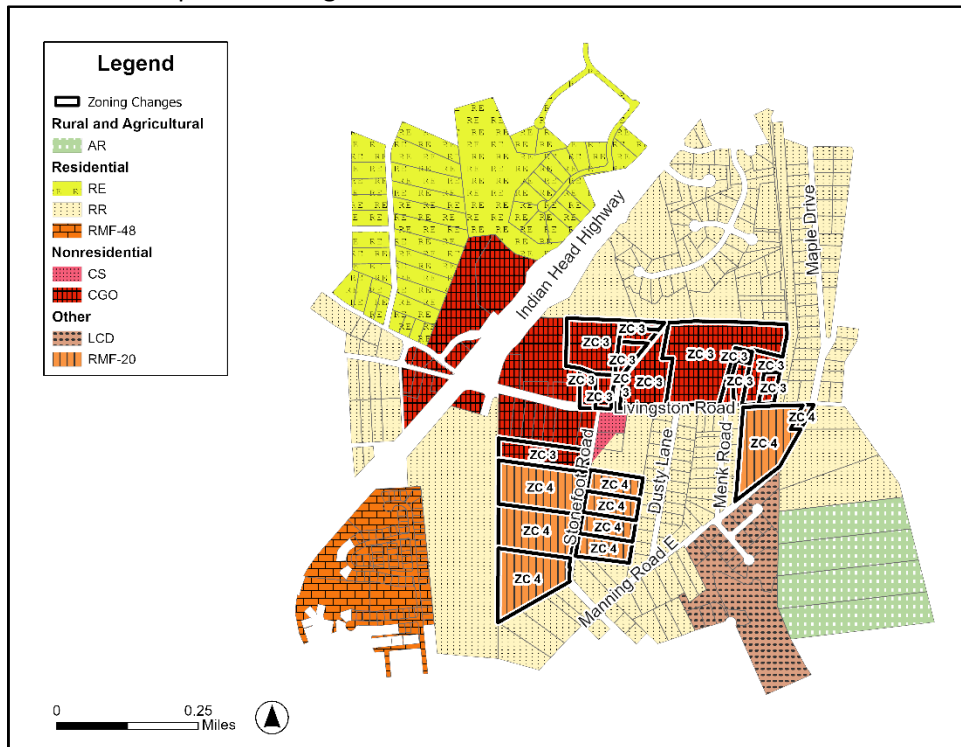 Legend
Zoning Changes
Rural and Agricultural
AR
Residential
RE
RR
RMF-48
Nonresidential
CS
CGO
Other
LCD
RMF-20
Indian Head Highway
Maple Drive
ZC 3
ZC 3
ZC 3
ZC 3
ZC 3
ZC 3
ZC 3
ZC 3
ZC
3
ZC 3
ZC 3
ZC 3
Livingston Road
ZC 4
ZC 4
ZC 3
ZC 4
ZC 4
ZC 4
ZC 4
ZC 4
ZC 4
ZC 4
Stonefoot Road
Dusty Lane
Menk Road
Manning Road E
0
0.25
Miles